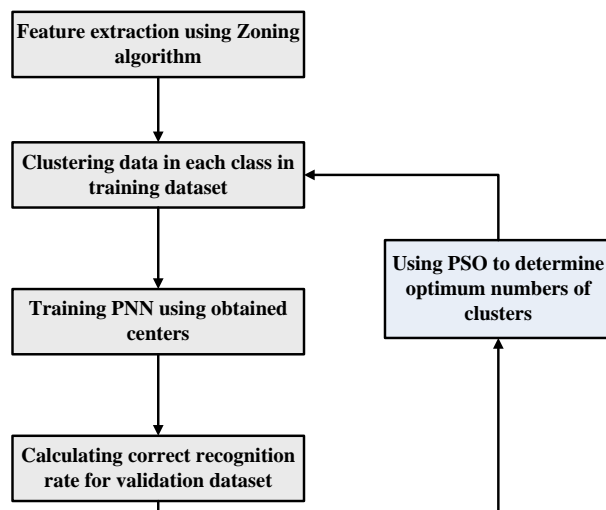 Feature extraction using Zoning
algorithm
Clustering data in each class in
training dataset
Using PSO to determine
optimum numbers of
clusters
Training PNN using obtained
centers
Calculating correct recognition
rate for validation dataset